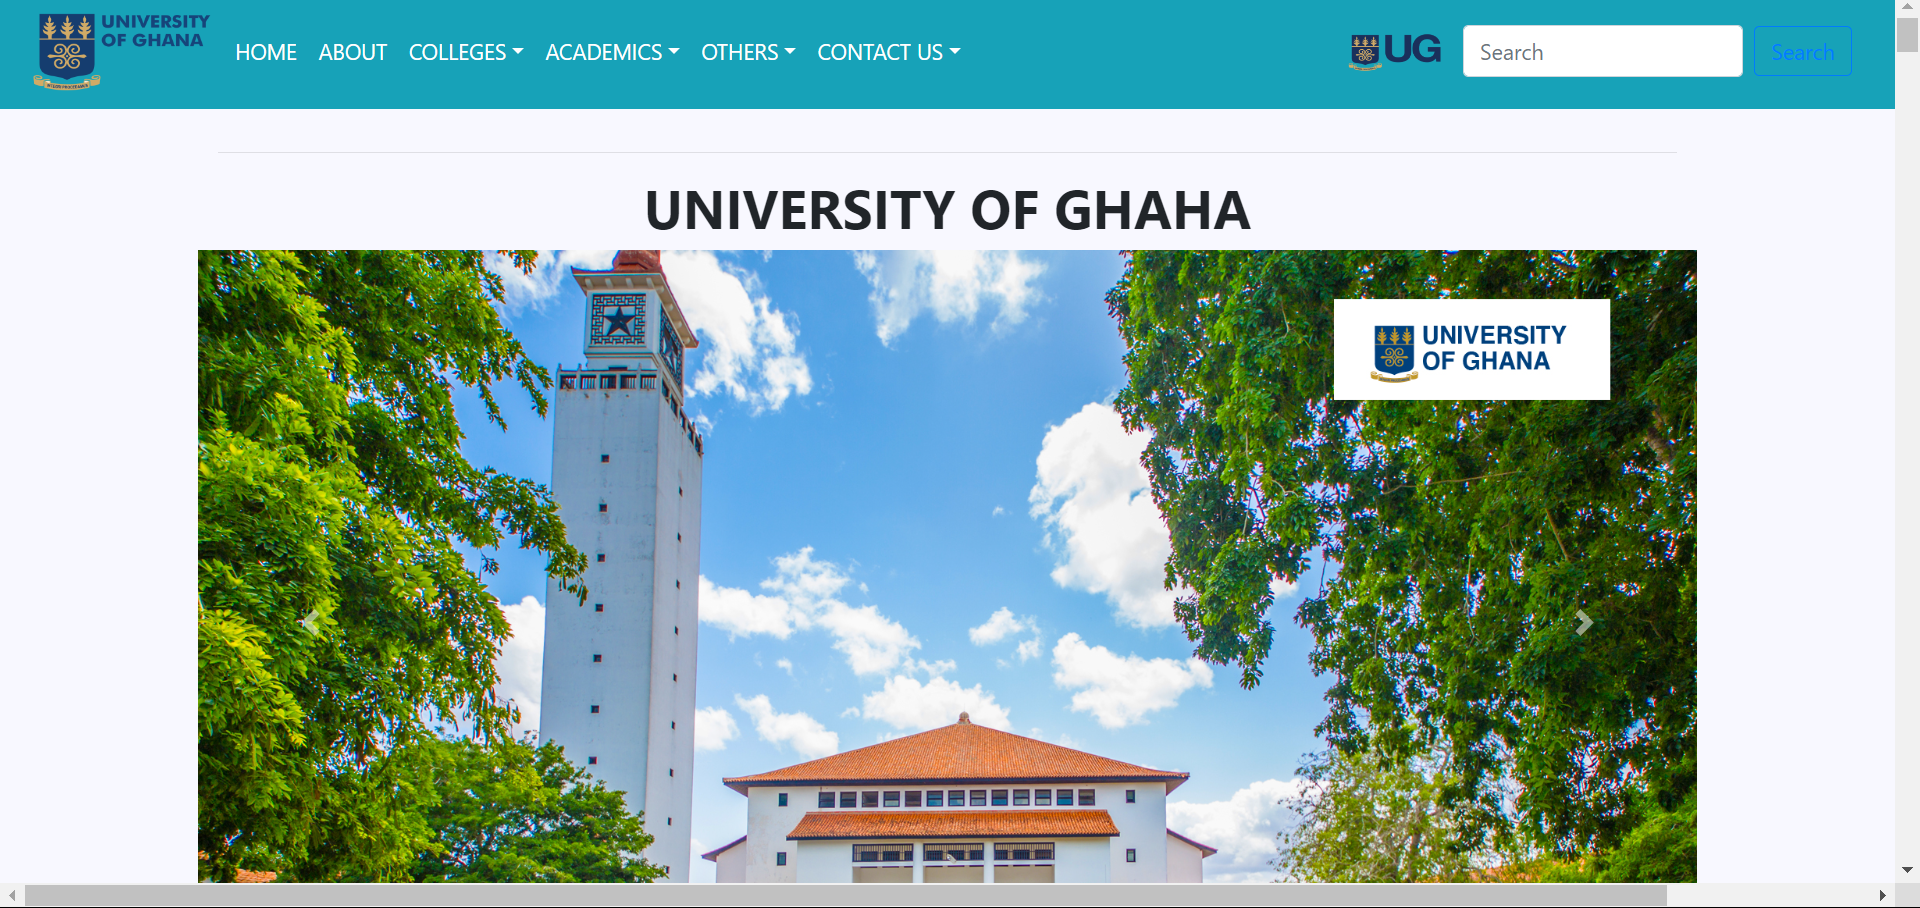 UNIVERSITY
OF GHANA
HOME ABOUT COLLEGES ACADEMICS OTHERS CONTACT US
UG
Search
Search
UNIVERSITY OF GHAHA
UNIVERSITY
OF GHANA